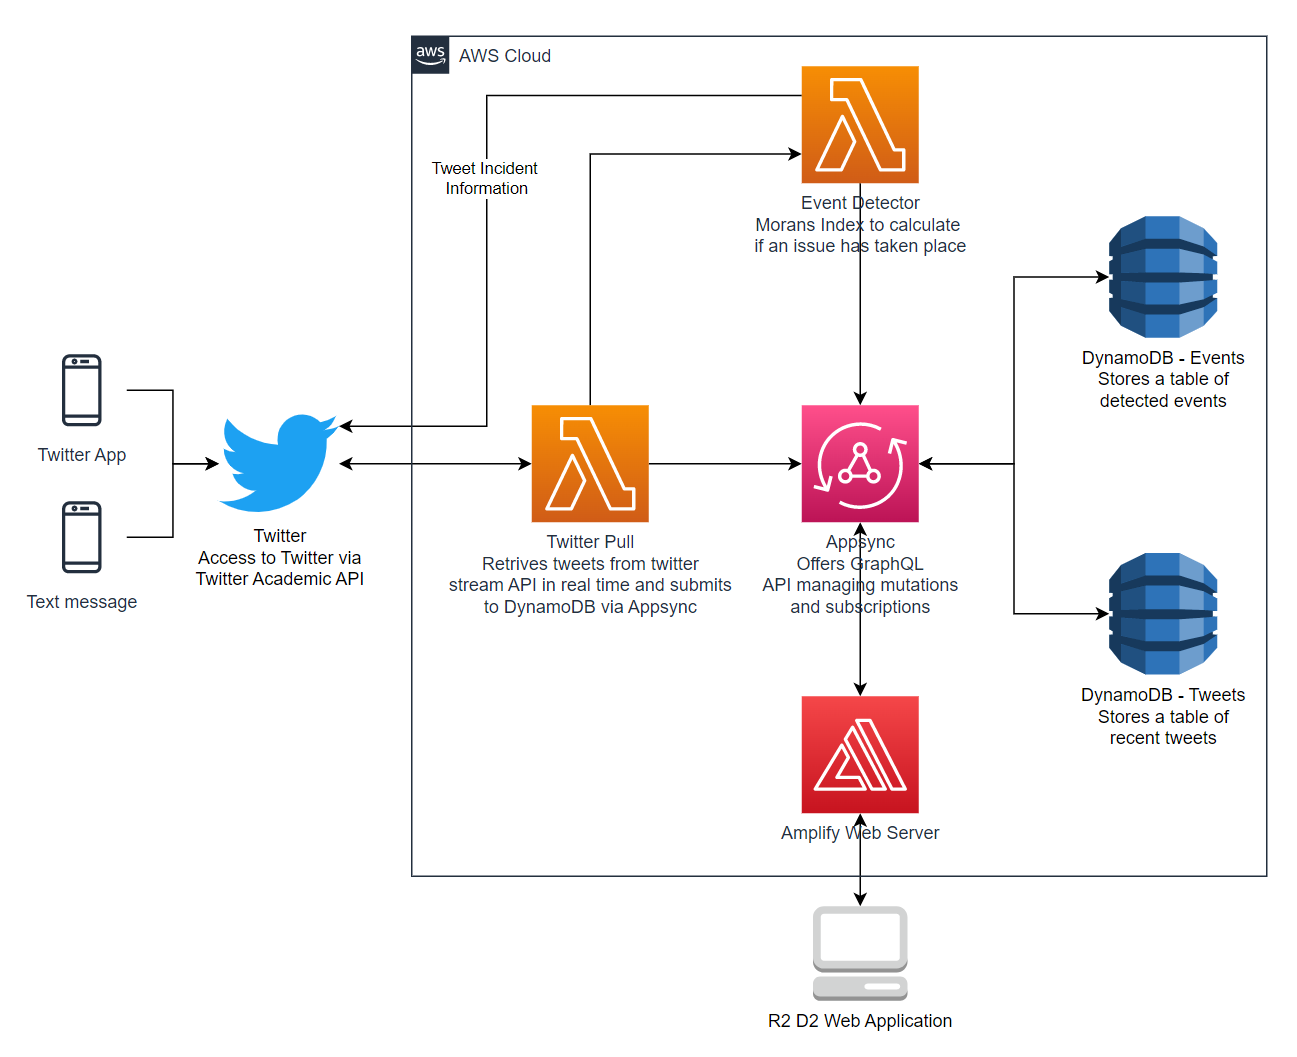 aws
AWS Cloud
Tweet Incident
Information
Event Detector
Morans Index to calculate
if an issue has taken place
DynamoDB - Events
Stores a table of
detected events
Twitter App
Text message
Twitter
Access to Twitter via
Twitter Academic API
Twitter Pull
Retrives tweets from twitter
stream API in real time and submits
to DynamoDB via Appsync
Appsync
Offers GraphQL
API managing mutations
and subscriptions
DynamoDB - Tweets
Stores a table of
recent tweets
Amplify Web Server
R2 D2 Web Application